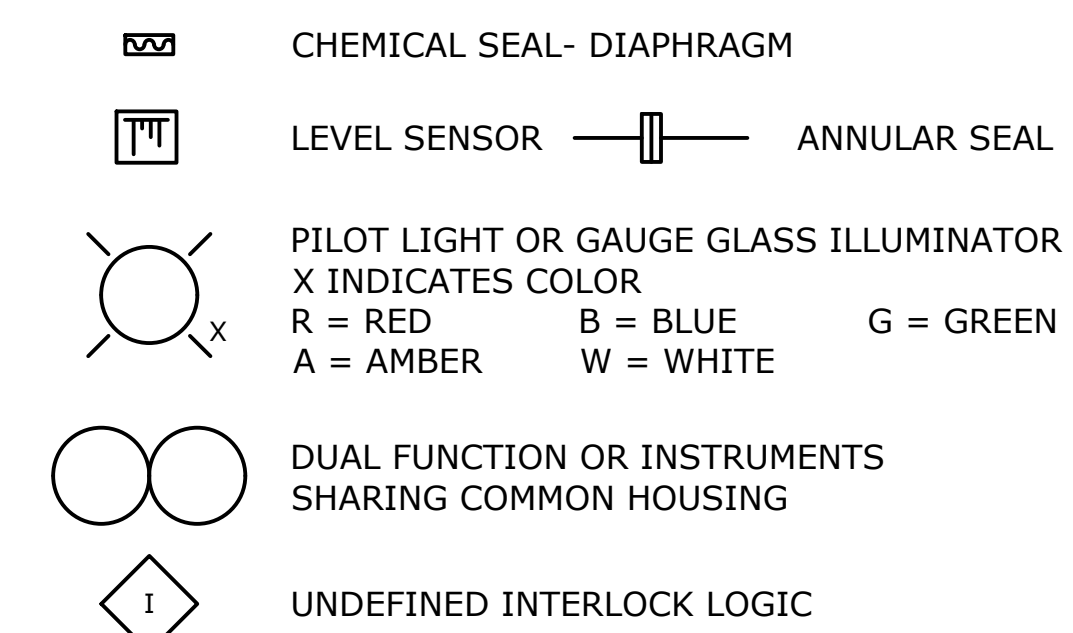 CHEMICAL SEAL- DIAPHRAGM
LEVEL SENSOR ANNULAR SEAL
PILOT LIGHT OR GAUGE GLASS ILLUMINATOR
X INDICATES COLOR
R = RED B = BLUE G = GREEN
X
A = AMBER W = WHITE
DUAL FUNCTION OR INSTRUMENTS
SHARING COMMON HOUSING
I UNDEFINED INTERLOCK LOGIC